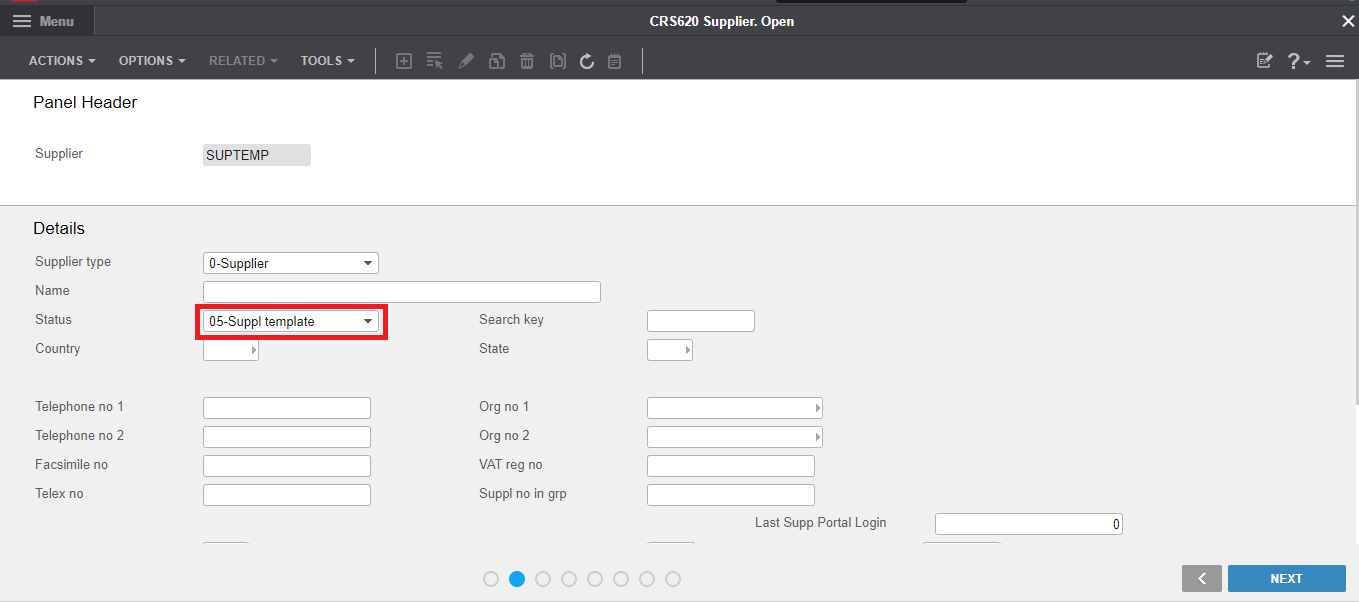 Menu
CRS620 Supplier. Open
ACTIONS OPTIONS RELATED TOOLS
?
Panel Header
Supplier SUPTEMP
Details
Supplier type 0-Supplier
Name
Status 05-Suppl template Search key
Country State
Telephone no 1 Org no 1
Telephone no 2 Org no 2
Facsimile no VAT reg no
Telex no Suppl no in grp
Last Supp Portal Login 0
NEXT